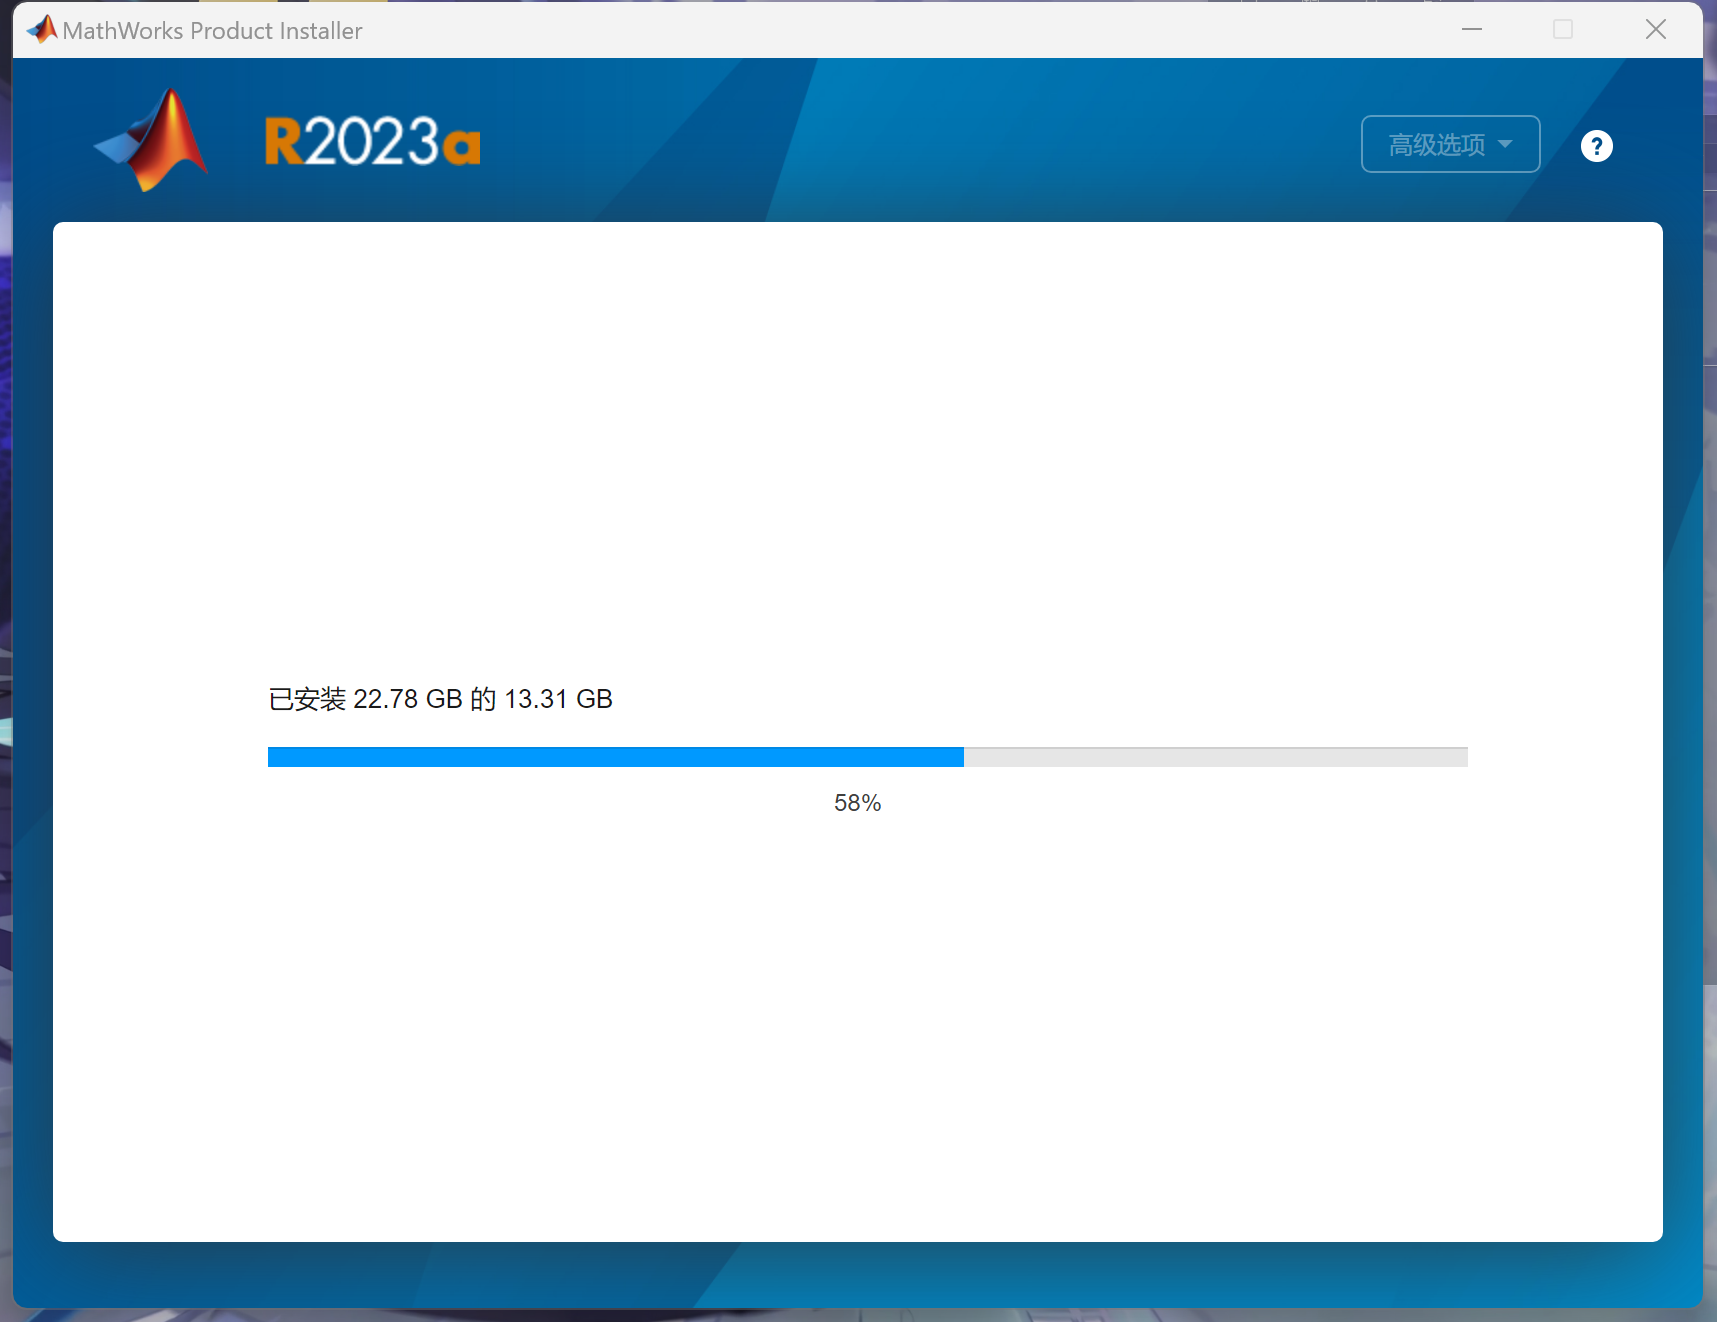 MathWorks Product Installer
R2023a
高级选项
?
已安装 22.78 GB 的 13.31 GB
58%